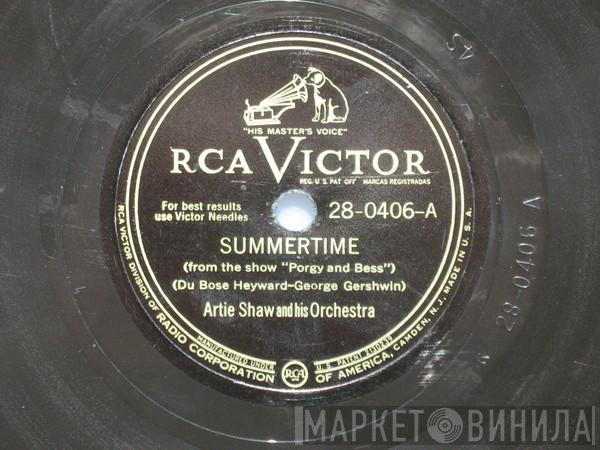 "HIS MASTER'S VOICE"
RCA VICTOR
REG. U. S. PAT. OFF. MARCAS REGISTRADAS
For best results
use Victor Needles
28-0406-A
SUMMERTIME
(from the show "Porgy and Bess")
(Du Bose Heyward-George Gershwin)
Artie Shaw and his Orchestra
MANUFACTURED UNDER U. S. PATENT 2130239
RCA VICTOR DIVISION OF RADIO CORPORATION OF AMERICA, CAMDEN, N. J. MADE IN U. S. A.
RCA
28-0406 A
МАРКЕТ ВИНИЛА